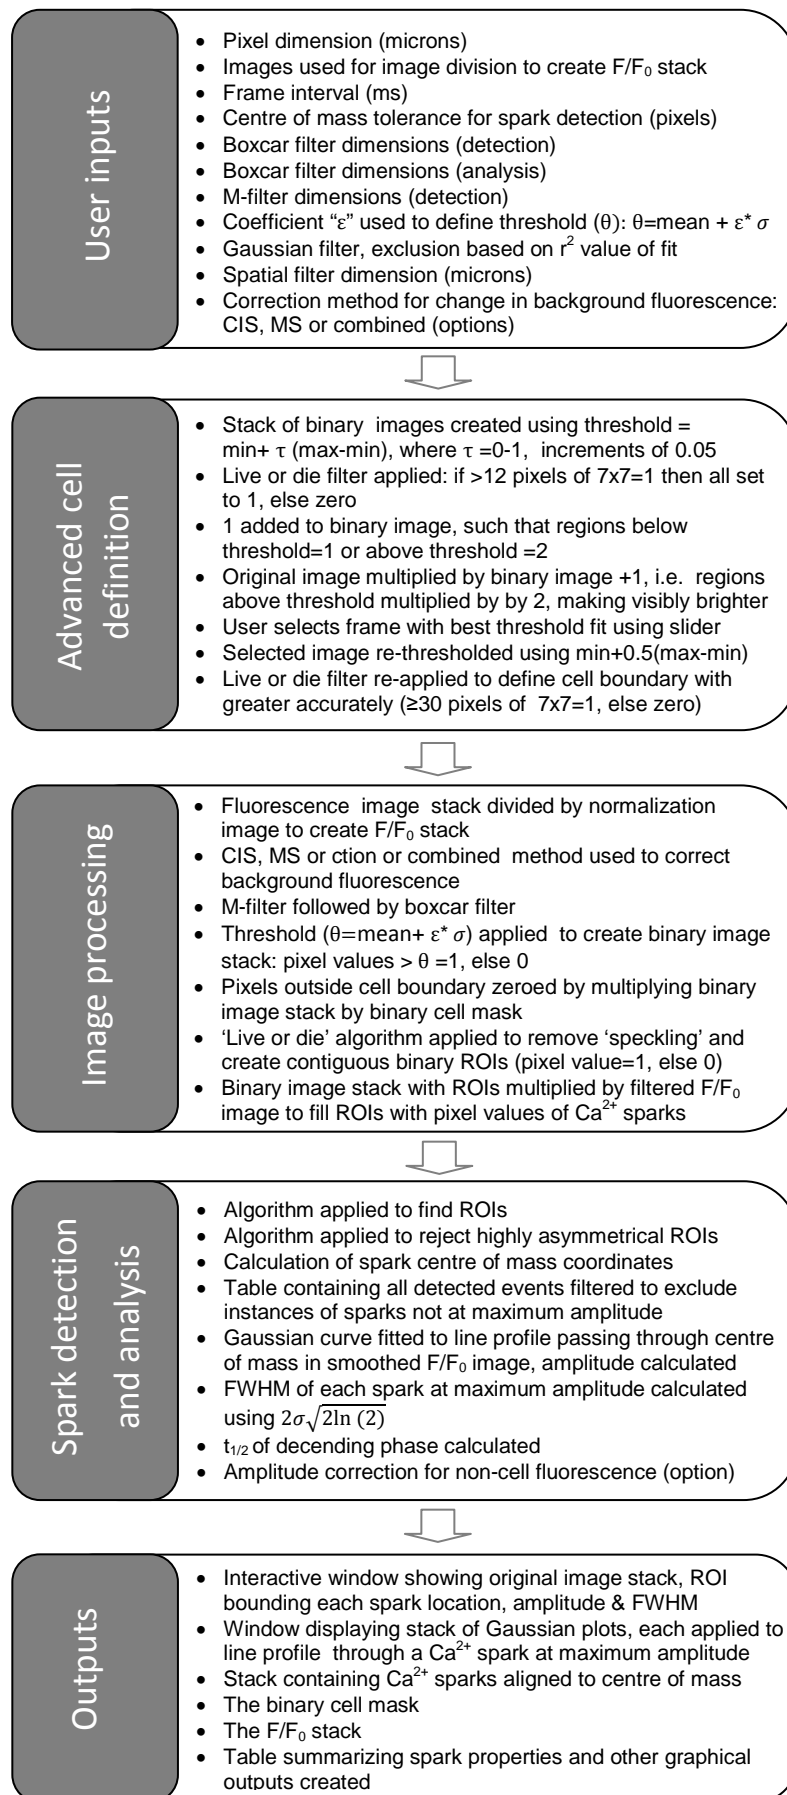 User inputs
• Pixel dimension (microns)
• Images used for image division to create F/F₀ stack
• Frame interval (ms)
• Centre of mass tolerance for spark detection (pixels)
• Boxcar filter dimensions (detection)
• Boxcar filter dimensions (analysis)
• M-filter dimensions (detection)
• Coefficient “ε” used to define threshold (θ): θ=mean + ε* σ
• Gaussian filter, exclusion based on r² value of fit
• Spatial filter dimension (microns)
• Correction method for change in background fluorescence:
CIS, MS or combined (options)
Advanced cell
definition
• Stack of binary images created using threshold =
min+ τ (max-min), where τ =0-1, increments of 0.05
• Live or die filter applied: if >12 pixels of 7x7=1 then all set
to 1, else zero
• 1 added to binary image, such that regions below
threshold=1 or above threshold =2
• Original image multiplied by binary image +1, i.e. regions
above threshold multiplied by by 2, making visibly brighter
• User selects frame with best threshold fit using slider
• Selected image re-thresholded using min+0.5(max-min)
• Live or die filter re-applied to define cell boundary with
greater accurately (≥30 pixels of 7x7=1, else zero)
Image processing
• Fluorescence image stack divided by normalization
image to create F/F₀ stack
• CIS, MS or ction or combined method used to correct
background fluorescence
• M-filter followed by boxcar filter
• Threshold (θ=mean+ ε* σ) applied to create binary image
stack: pixel values > θ =1, else 0
• Pixels outside cell boundary zeroed by multiplying binary
image stack by binary cell mask
• ‘Live or die’ algorithm applied to remove ‘speckling’ and
create contiguous binary ROIs (pixel value=1, else 0)
• Binary image stack with ROIs multiplied by filtered F/F₀
image to fill ROIs with pixel values of Ca²⁺ sparks
Spark detection
and analysis
• Algorithm applied to find ROIs
• Algorithm applied to reject highly asymmetrical ROIs
• Calculation of spark centre of mass coordinates
• Table containing all detected events filtered to exclude
instances of sparks not at maximum amplitude
• Gaussian curve fitted to line profile passing through centre
of mass in smoothed F/F₀ image, amplitude calculated
• FWHM of each spark at maximum amplitude calculated
using 2σ√2ln (2)
• t1/2 of decending phase calculated
• Amplitude correction for non-cell fluorescence (option)
Outputs
• Interactive window showing original image stack, ROI
bounding each spark location, amplitude & FWHM
• Window displaying stack of Gaussian plots, each applied to
line profile through a Ca²⁺ spark at maximum amplitude
• Stack containing Ca²⁺ sparks aligned to centre of mass
• The binary cell mask
• The F/F₀ stack
• Table summarizing spark properties and other graphical
outputs created